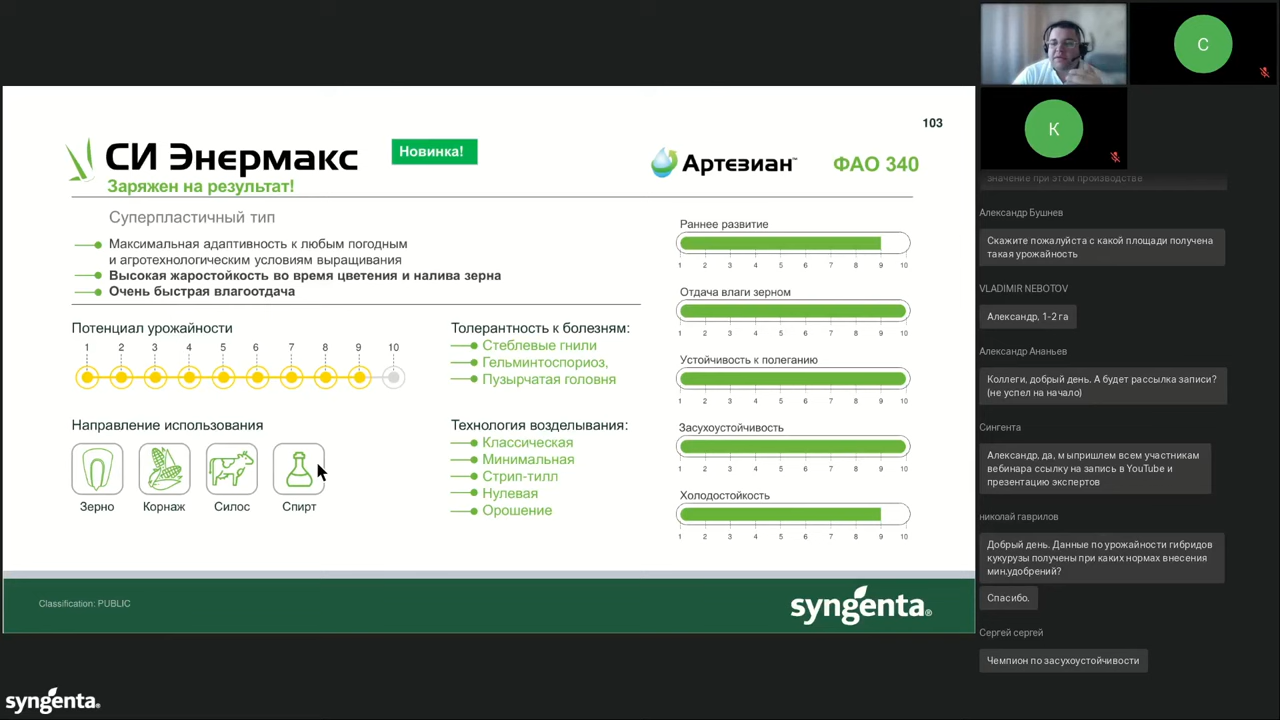 103
СИ Энермакс
Новинка!
Артезиан™
ФАО 340
Заряжен на результат!
Суперпластичный тип
Максимальная адаптивность к любым погодным
и агротехнологическим условиям выращивания
Высокая жаростойкость во время цветения и налива зерна
Очень быстрая влагоотдача
Потенциал урожайности
1 2 3 4 5 6 7 8 9 10
Направление использования
Зерно Корнаж Силос Спирт
Толерантность к болезням:
Стеблевые гнили
Гельминтоспориоз,
Пузырчатая головня
Технология возделывания:
Классическая
Минимальная
Стрип-тилл
Нулевая
Орошение
Раннее развитие
1 2 3 4 5 6 7 8 9 10
Отдача влаги зерном
1 2 3 4 5 6 7 8 9 10
Устойчивость к полеганию
1 2 3 4 5 6 7 8 9 10
Засухоустойчивость
1 2 3 4 5 6 7 8 9 10
Холодостойкость
1 2 3 4 5 6 7 8 9 10
Classification: PUBLIC
syngenta®
syngenta®
С
К
значение при этом производстве
Александр Бушнев
Скажите пожалуйста с какой площади получена
такая урожайность
VLADIMIR NEBOTOV
Александр, 1-2 га
Александр Ананьев
Коллеги, добрый день. А будет рассылка записи?
(не успел на начало)
Сингента
Александр, да, м ыпришлем всем участникам
вебинара ссылку на запись в YouTube и
презентацию экспертов
николай гаврилов
Добрый день. Данные по урожайности гибридов
кукурузы получены при каких нормах внесения
мин.удобрений?
Спасибо.
Сергей сергей
Чемпион по засухоустойчивости